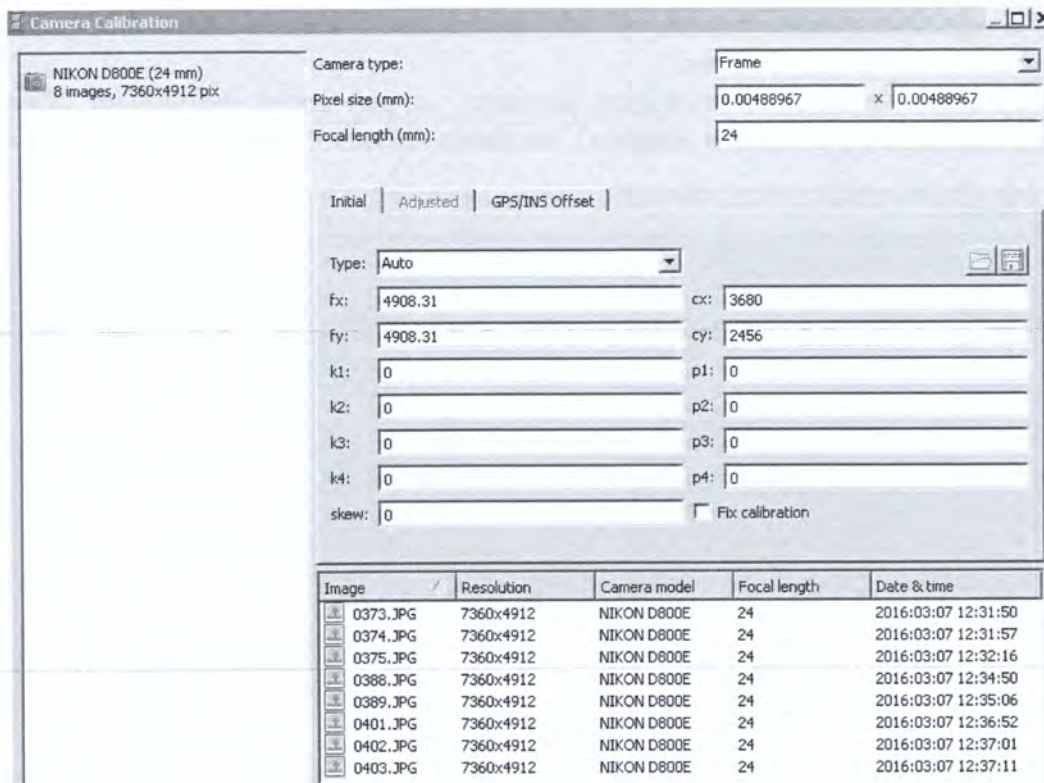 Camera Calibration
NIKON D800E (24 mm)
8 images, 7360x4912 pix
Camera type: Frame
Pixel size (mm): 0.00488967 x 0.00488967
Focal length (mm): 24
Initial Adjusted GPS/INS Offset
Type: Auto
fx: 4908.31 cx: 3680
fy: 4908.31 cy: 2456
k1: 0 p1: 0
k2: 0 p2: 0
k3: 0 p3: 0
k4: 0 p4: 0
skew: 0 Fix calibration
Image Resolution Camera model Focal length Date & time
0373.JPG 7360x4912 NIKON D800E 24 2016:03:07 12:31:50
0374.JPG 7360x4912 NIKON D800E 24 2016:03:07 12:31:57
0375.JPG 7360x4912 NIKON D800E 24 2016:03:07 12:32:16
0388.JPG 7360x4912 NIKON D800E 24 2016:03:07 12:34:50
0389.JPG 7360x4912 NIKON D800E 24 2016:03:07 12:35:06
0401.JPG 7360x4912 NIKON D800E 24 2016:03:07 12:36:52
0402.JPG 7360x4912 NIKON D800E 24 2016:03:07 12:37:01
0403.JPG 7360x4912 NIKON D800E 24 2016:03:07 12:37:11